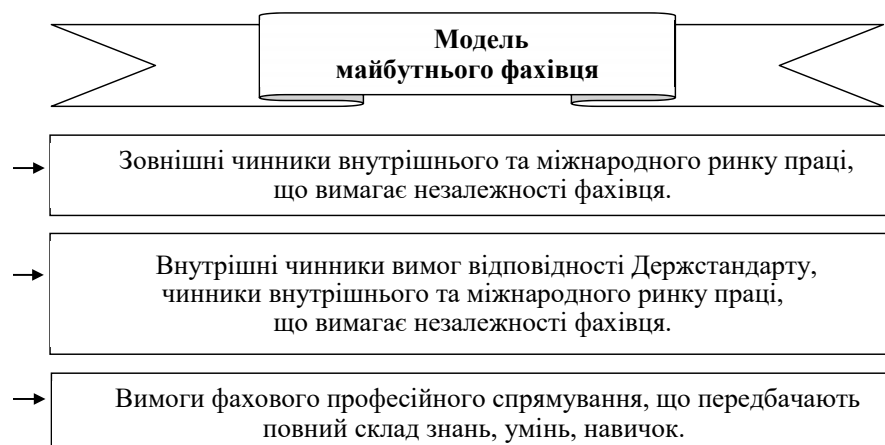 Модель
майбутнього фахівця
Зовнішні чинники внутрішнього та міжнародного ринку праці,
що вимагає незалежності фахівця.
Внутрішні чинники вимог відповідності Держстандарту,
чинники внутрішнього та міжнародного ринку праці,
що вимагає незалежності фахівця.
Вимоги фахового професійного спрямування, що передбачають
повний склад знань, умінь, навичок.